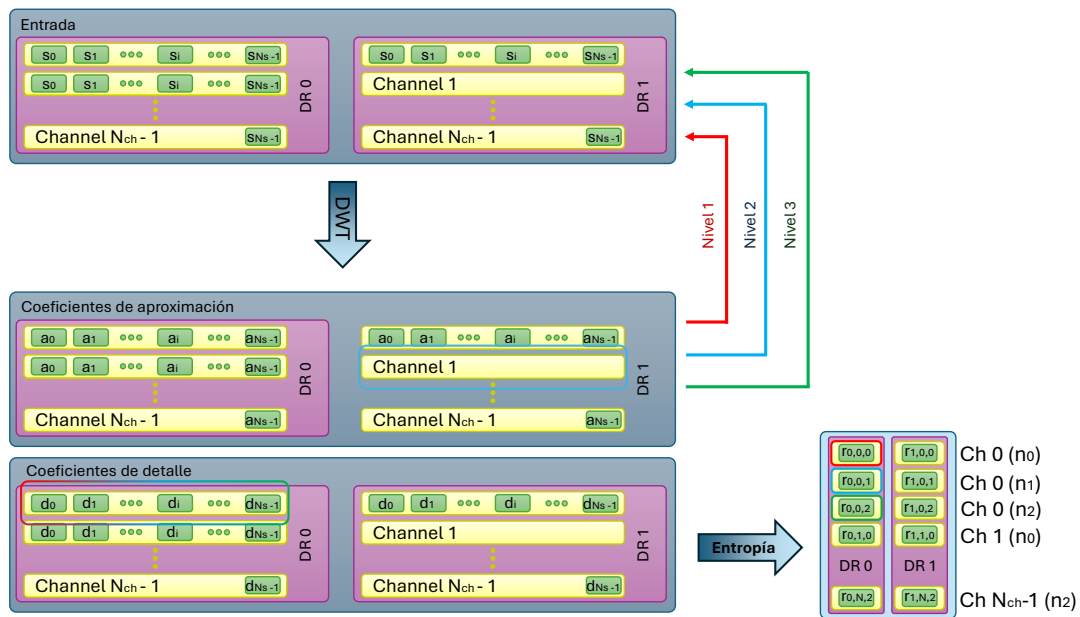 Entrada
s0 s1 si sNs-1 s0 s1 si sNs-1
s0 s1 si sNs-1 Channel 1
DR 0 DR 1
Channel Nch- 1 sNs-1 Channel Nch- 1 sNs-1
DWT
Nivel 1
Nivel 2
Nivel 3
Coeficientes de aproximación
a0 a1 ai aNs-1 a0 a1 ai aNs-1
a0 a1 ai aNs-1 Channel 1
DR 0 DR 1
Channel Nch- 1 aNs-1 Channel Nch- 1 aNs-1
Coeficientes de detalle
d0 d1 di dNs-1 d0 d1 di dNs-1
d0 d1 di dNs-1 Channel 1
DR 0 DR 1
Channel Nch- 1 dNs-1 Channel Nch- 1 dNs-1
Entropía
r0,0,0 r1,0,0 Ch 0 (n0)
r0,0,1 r1,0,1 Ch 0 (n1)
r0,0,2 r1,0,2 Ch 0 (n2)
r0,1,0 r1,1,0 Ch 1 (n0)
DR 0 DR 1
r0,N,2 r1,N,2 Ch Nch-1 (n2)